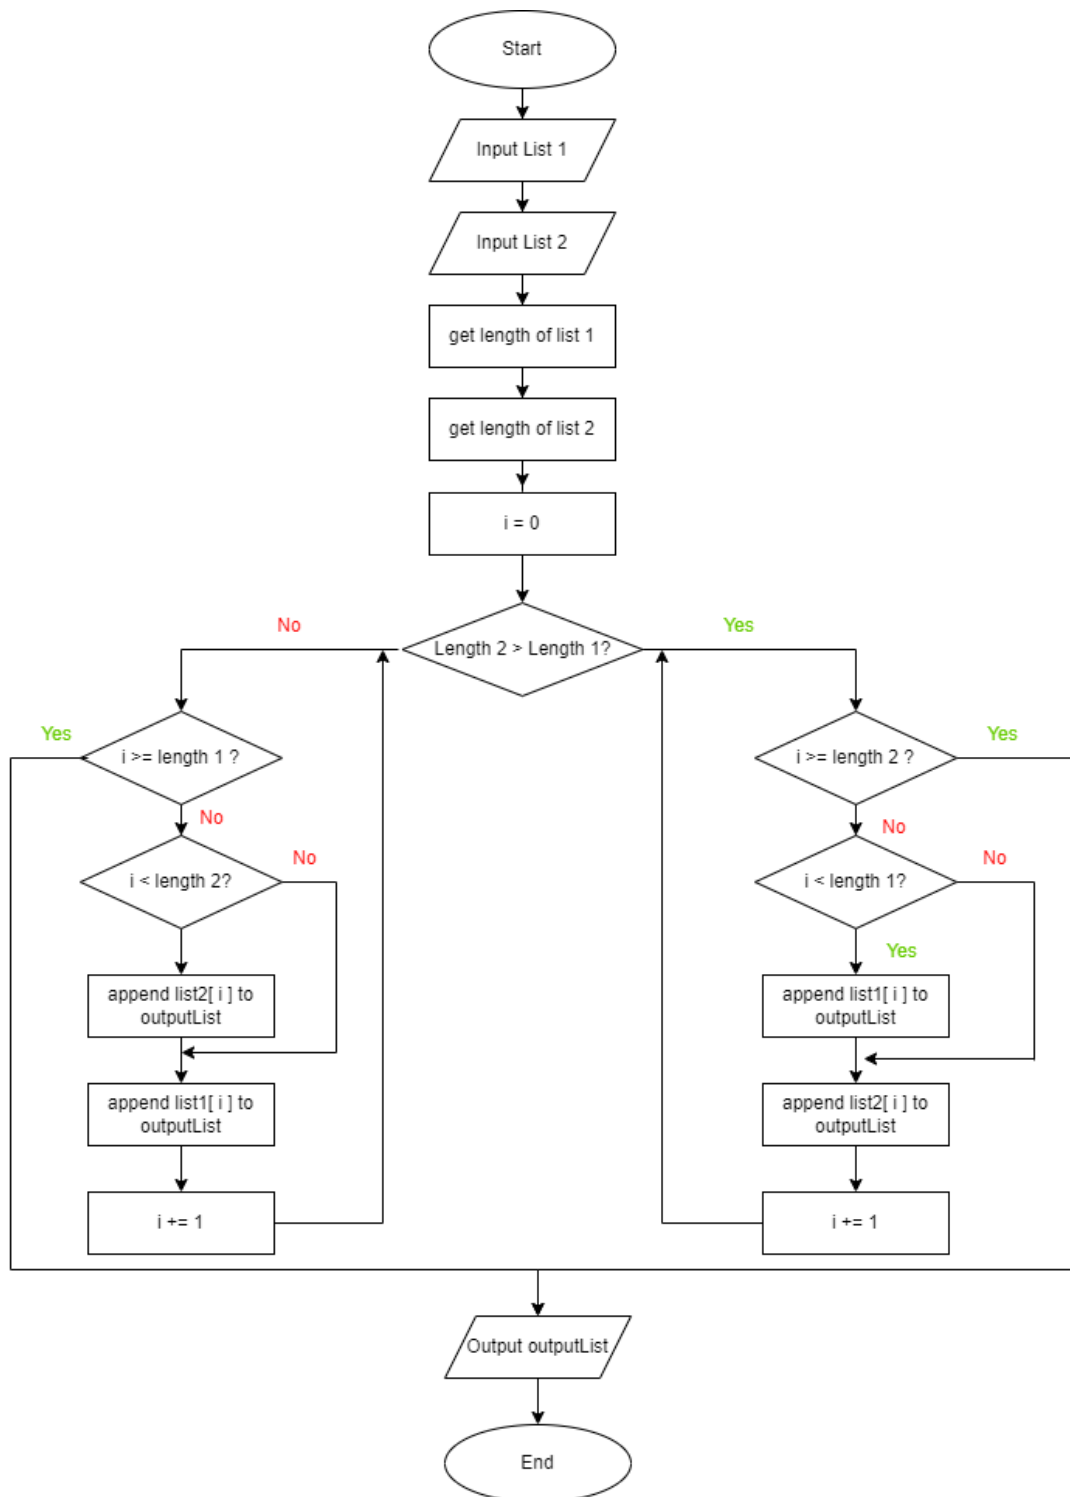 Start
Input List 1
Input List 2
get length of list 1
get length of list 2
i = 0
No
Length 2 > Length 1?
Yes
Yes
i >= length 1 ?
i >= length 2 ?
Yes
No
No
i < length 2?
No
i < length 1?
No
Yes
append list2[ i ] to
outputList
append list1[ i ] to
outputList
append list1[ i ] to
outputList
append list2[ i ] to
outputList
i += 1
i += 1
Output outputList
End